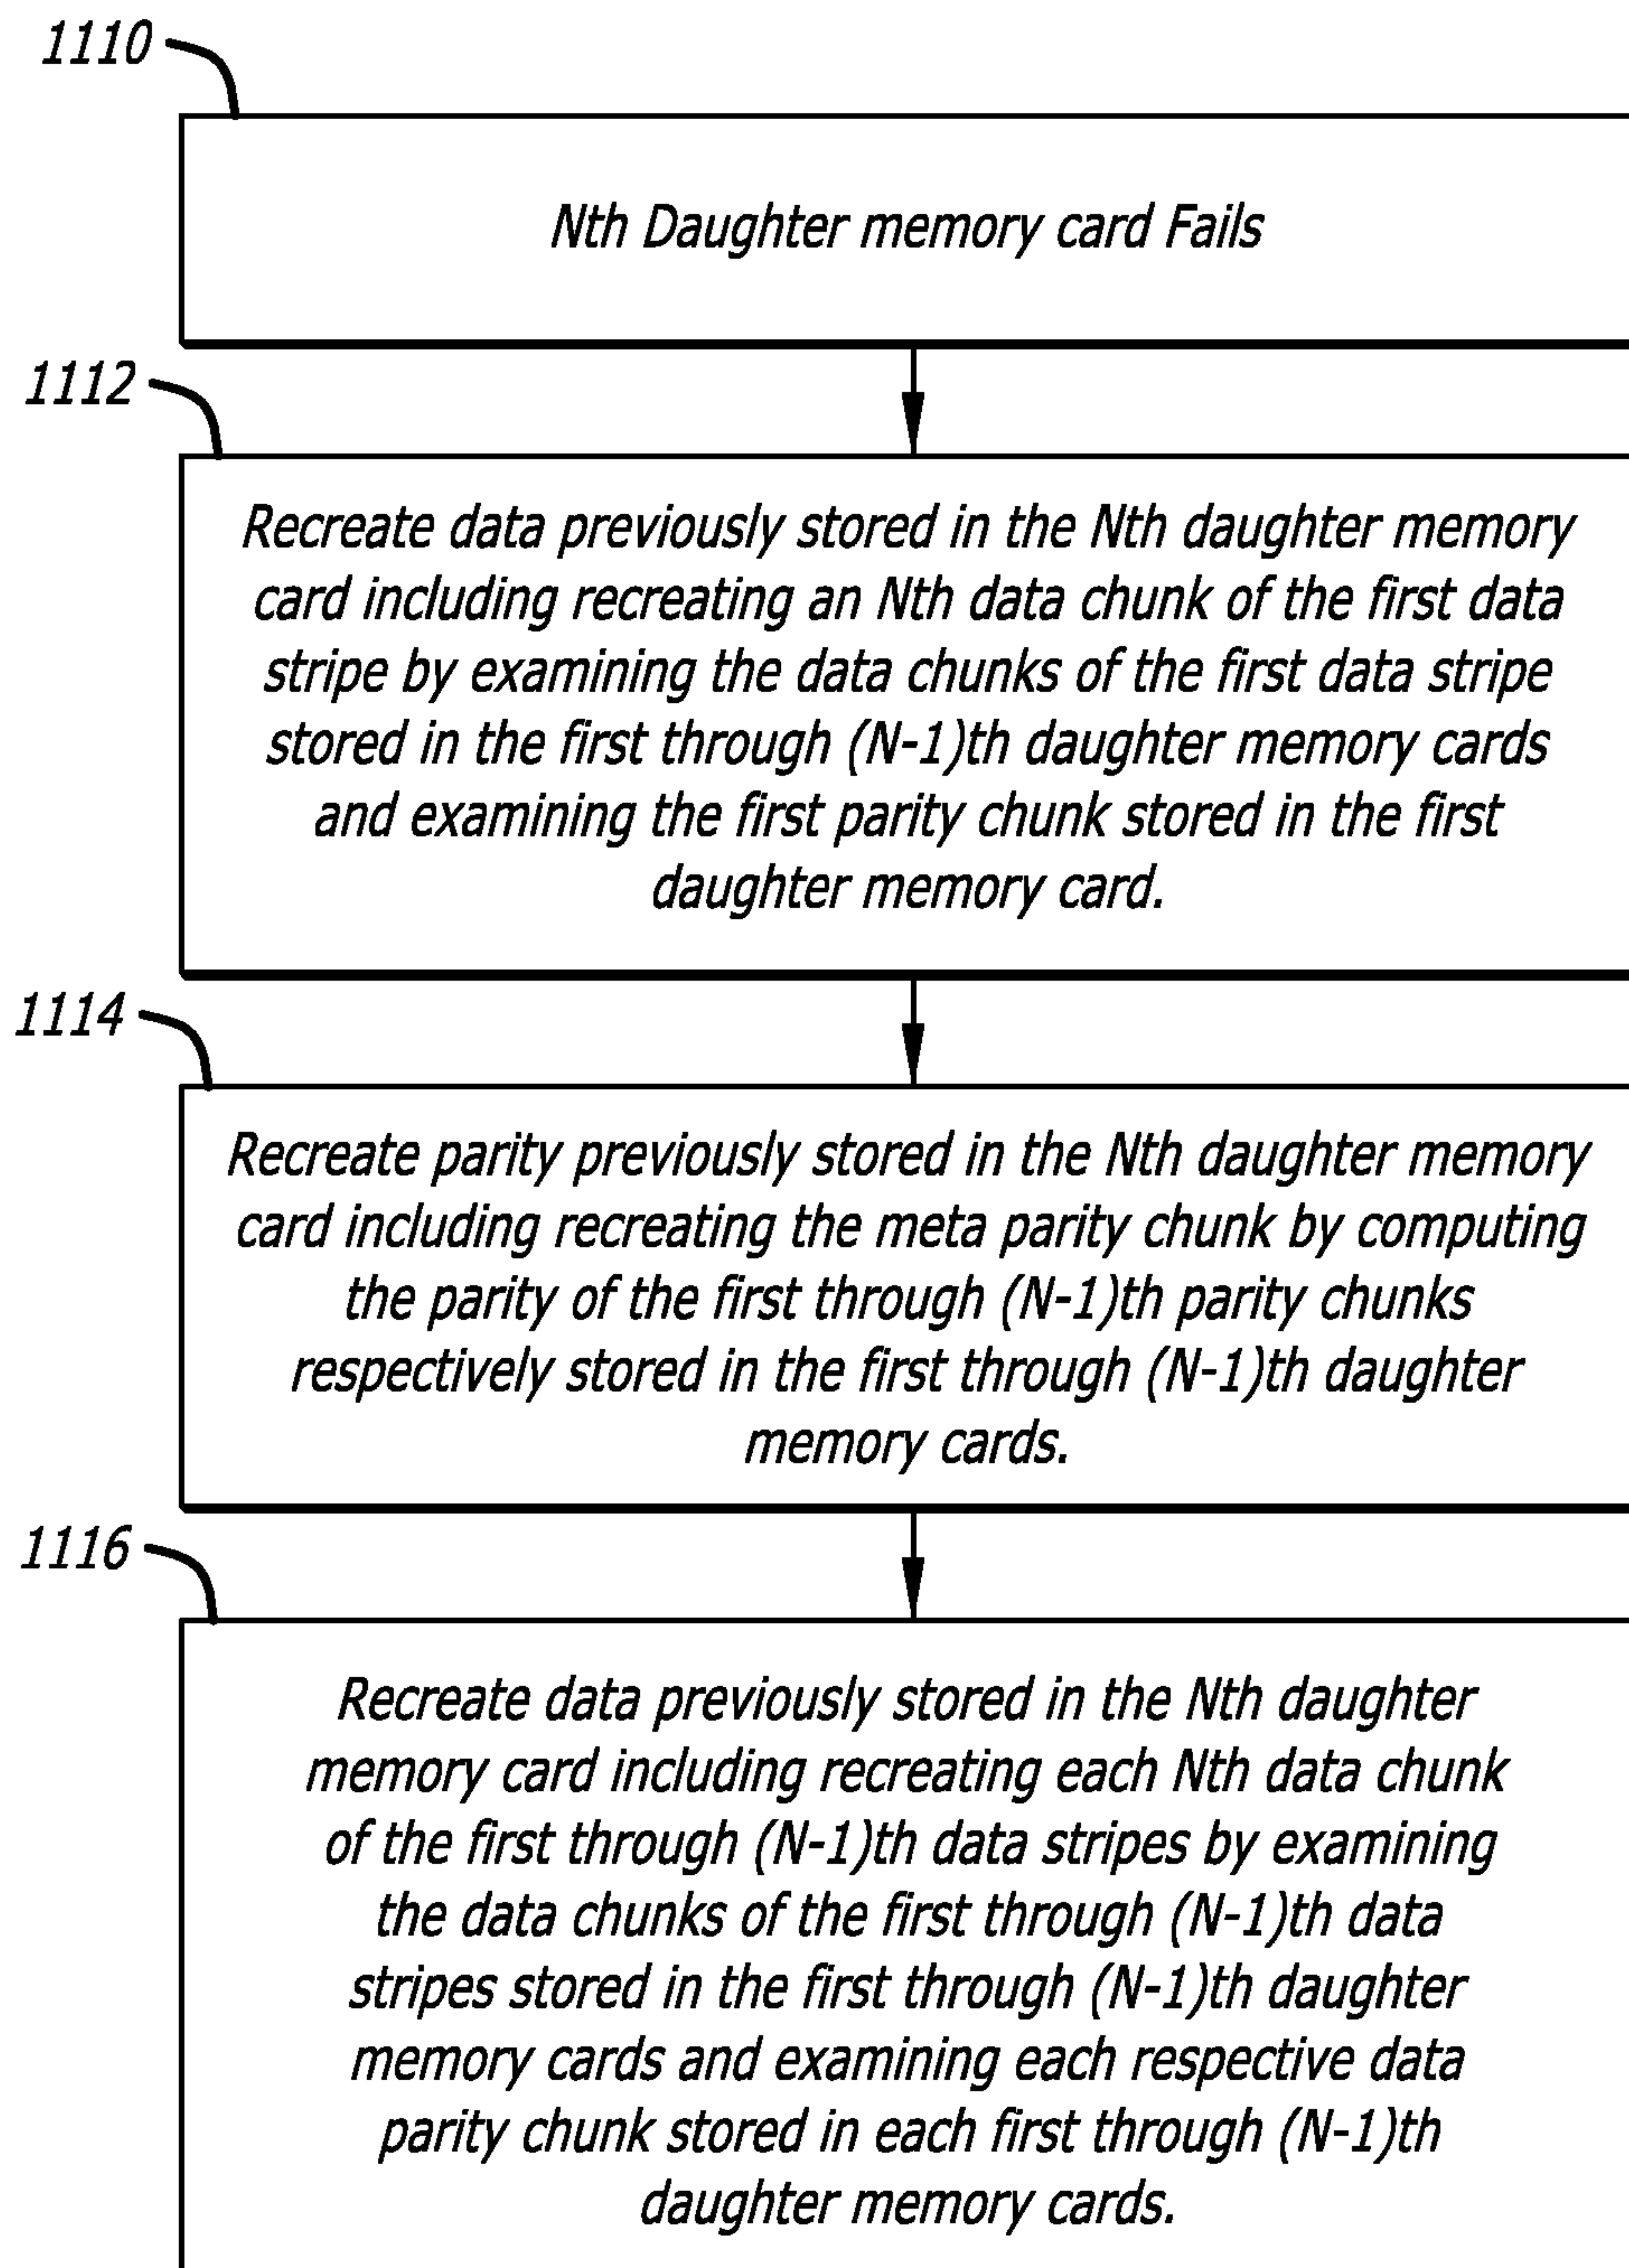 1110
Nth Daughter memory card Fails
1112
Recreate data previously stored in the Nth daughter memory
card including recreating an Nth data chunk of the first data
stripe by examining the data chunks of the first data stripe
stored in the first through (N-1)th daughter memory cards
and examining the first parity chunk stored in the first
daughter memory card.
1114
Recreate parity previously stored in the Nth daughter memory
card including recreating the meta parity chunk by computing
the parity of the first through (N-1)th parity chunks
respectively stored in the first through (N-1)th daughter
memory cards.
1116
Recreate data previously stored in the Nth daughter
memory card including recreating each Nth data chunk
of the first through (N-1)th data stripes by examining
the data chunks of the first through (N-1)th data
stripes stored in the first through (N-1)th daughter
memory cards and examining each respective data
parity chunk stored in each first through (N-1)th
daughter memory cards.